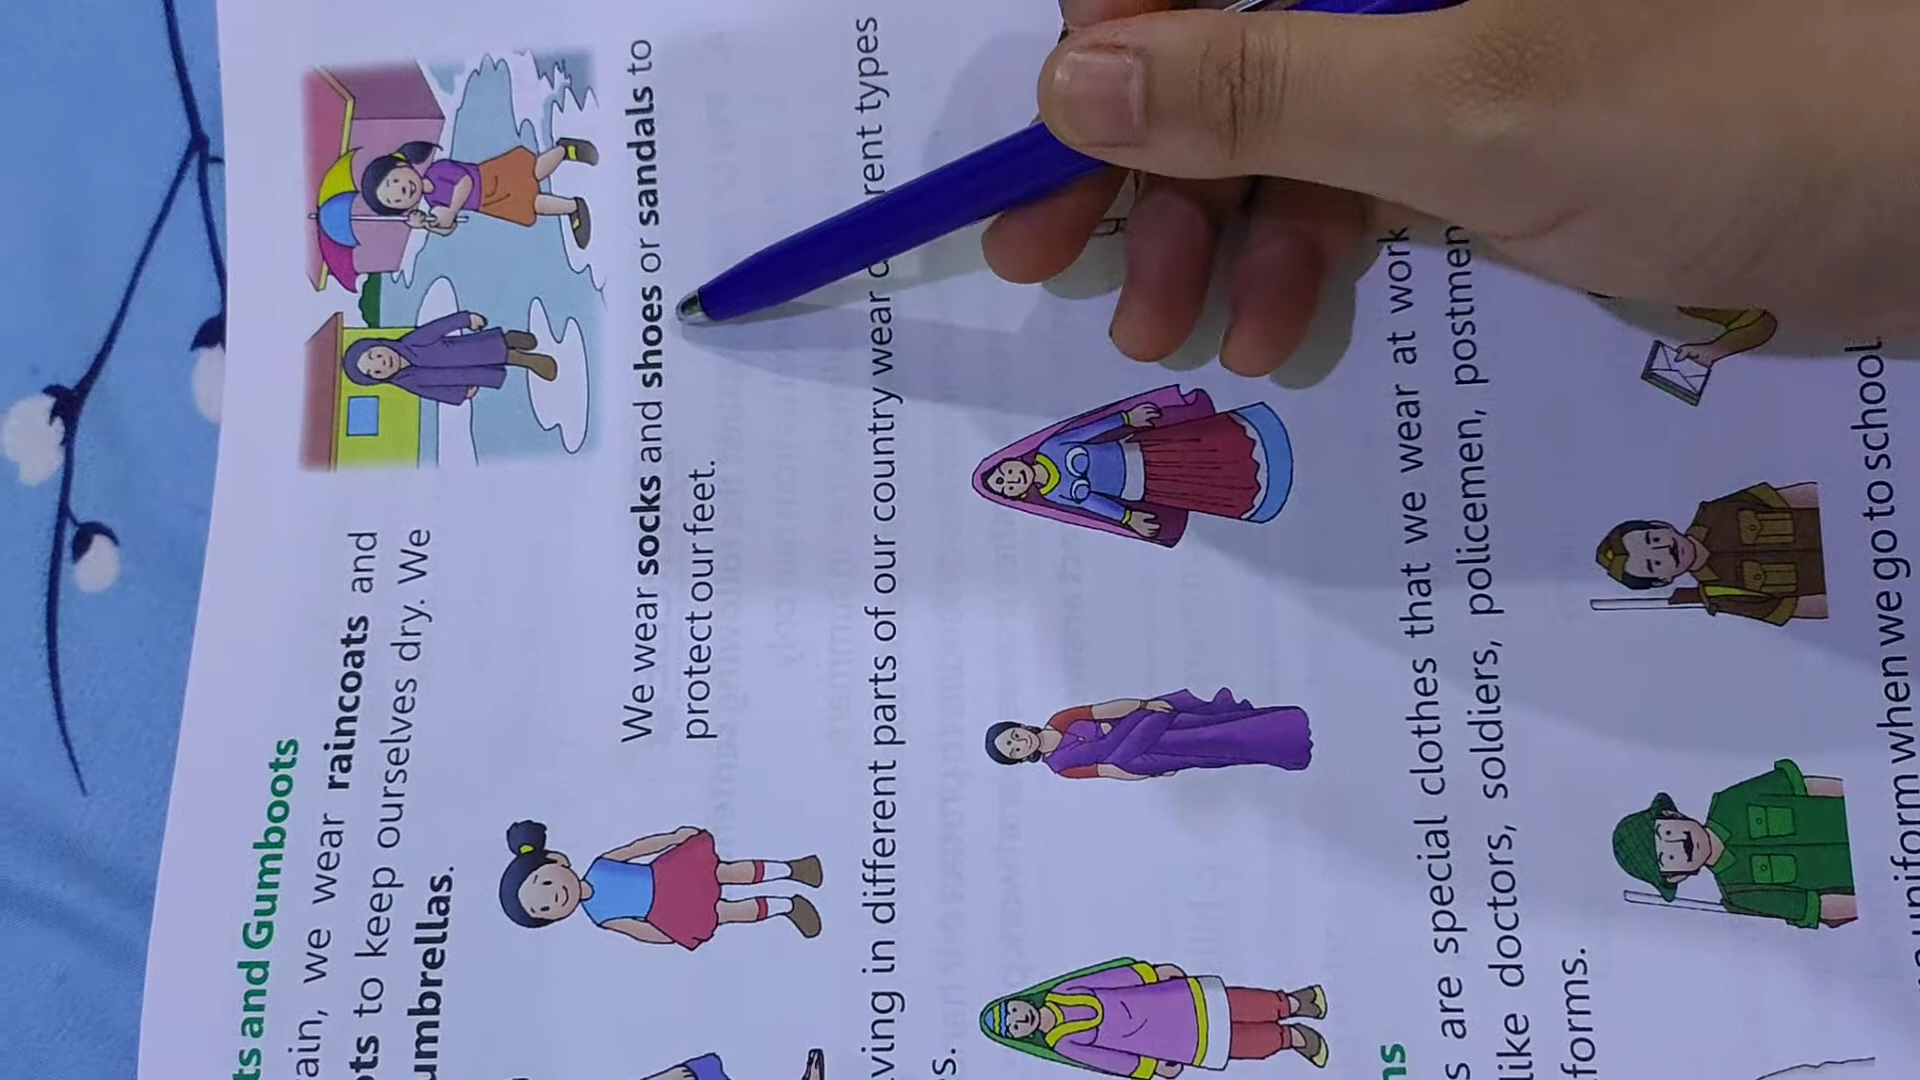 ts and Gumboots
ain, we wear raincoats and
ots to keep ourselves dry. We
umbrellas.
We wear socks and shoes or sandals to
protect our feet.
ving in different parts of our country wear rent types
s.
ns
s are special clothes that we wear at work
like doctors, soldiers, policemen, postmen
forms.
uniform when we go to school